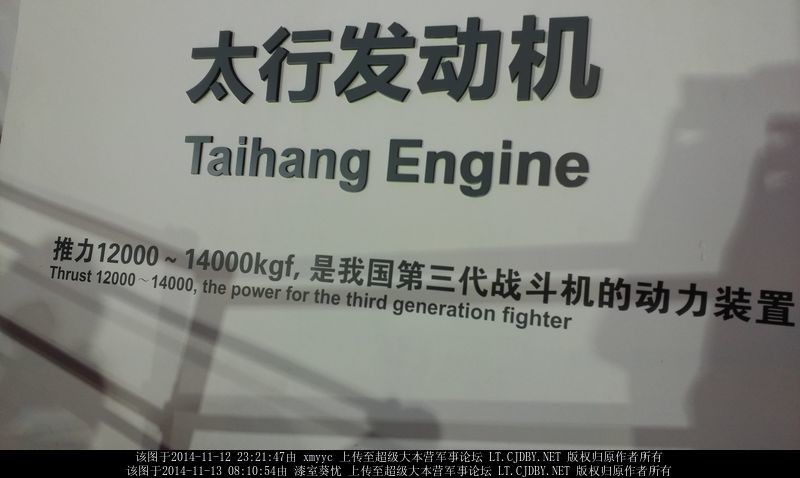 太行发动机
Taihang Engine
推力12000～14000kgf, 是我国第三代战斗机的动力装置
Thrust 12000～14000, the power for the third generation fighter
该图于2014-11-12 23:21:47由 xmyyc 上传至超级大本营军事论坛 LT.CJDBY.NET 版权归原作者所有
该图于2014-11-13 08:10:54由 漆室葵忧 上传至超级大本营军事论坛 LT.CJDBY.NET 版权归原作者所有